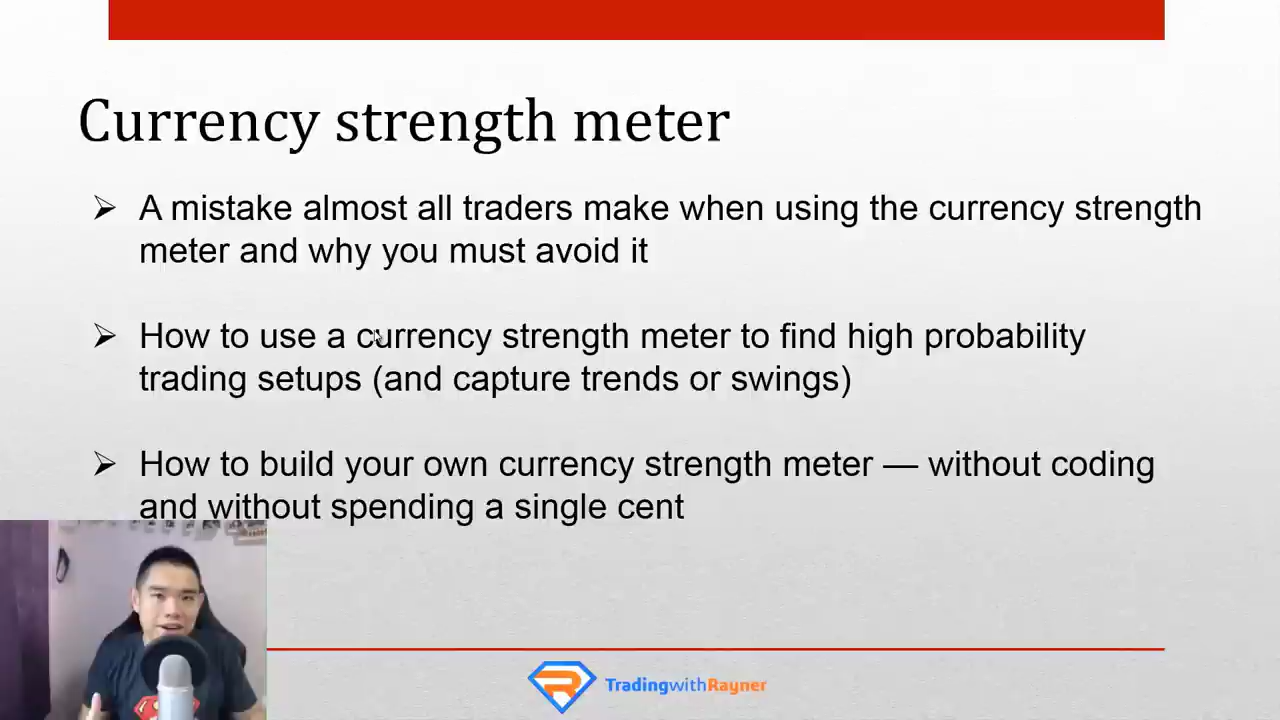 Currency strength meter
A mistake almost all traders make when using the currency strength
meter and why you must avoid it
How to use a currency strength meter to find high probability
trading setups (and capture trends or swings)
How to build your own currency strength meter — without coding
and without spending a single cent
TradingwithRayner